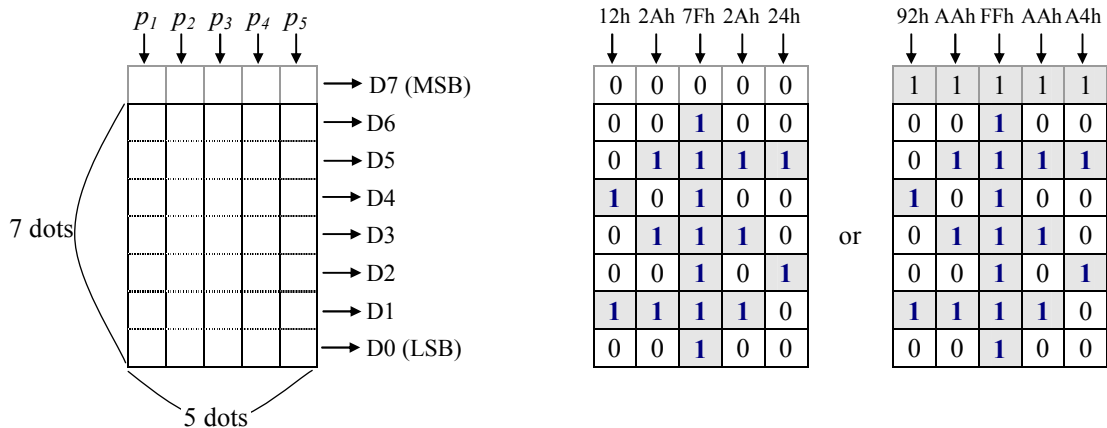 p1 p2 p3 p4 p5 12h 2Ah 7Fh 2Ah 24h 92h AAh FFh AAh A4h
D7 (MSB) 0 0 0 0 0 1 1 1 1 1
D6 0 0 1 0 0 0 0 1 0 0
D5 0 1 1 1 1 0 1 1 1 1
D4 1 0 1 0 0 1 0 1 0 0
7 dots D3 0 1 1 1 0 or 0 1 1 1 0
D2 0 0 1 0 1 0 0 1 0 1
D1 1 1 1 1 0 1 1 1 1 0
D0 (LSB) 0 0 1 0 0 0 0 1 0 0
5 dots